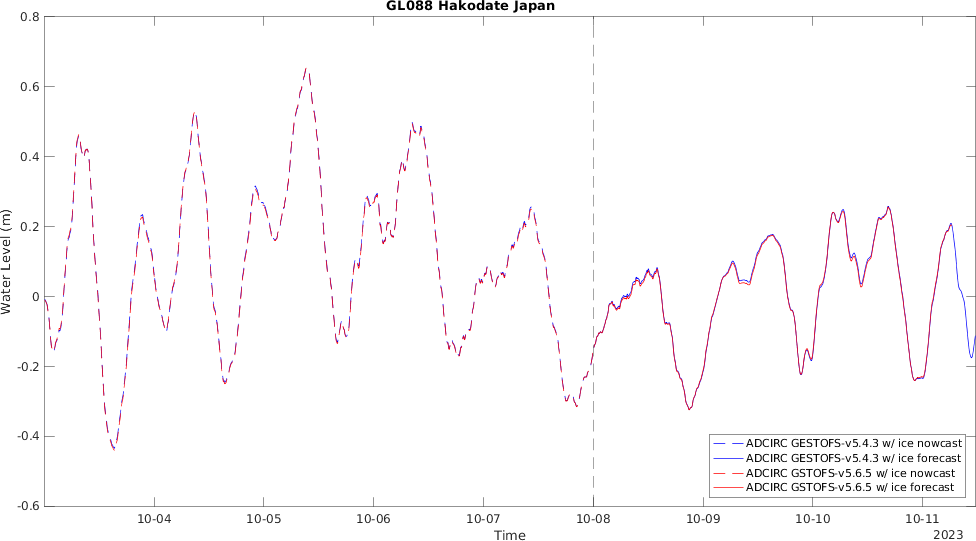 GL088 Hakodate Japan
0.8
0.6
0.4
0.2
0
-0.2
-0.4
-0.6
Water Level (m)
10-04
10-05
10-06
10-07
10-08
10-09
10-10
10-11
Time
2023
ADCIRC GESTOFS-v5.4.3 w/ ice nowcast
ADCIRC GESTOFS-v5.4.3 w/ ice forecast
ADCIRC GSTOFS-v5.6.5 w/ ice nowcast
ADCIRC GSTOFS-v5.6.5 w/ ice forecast